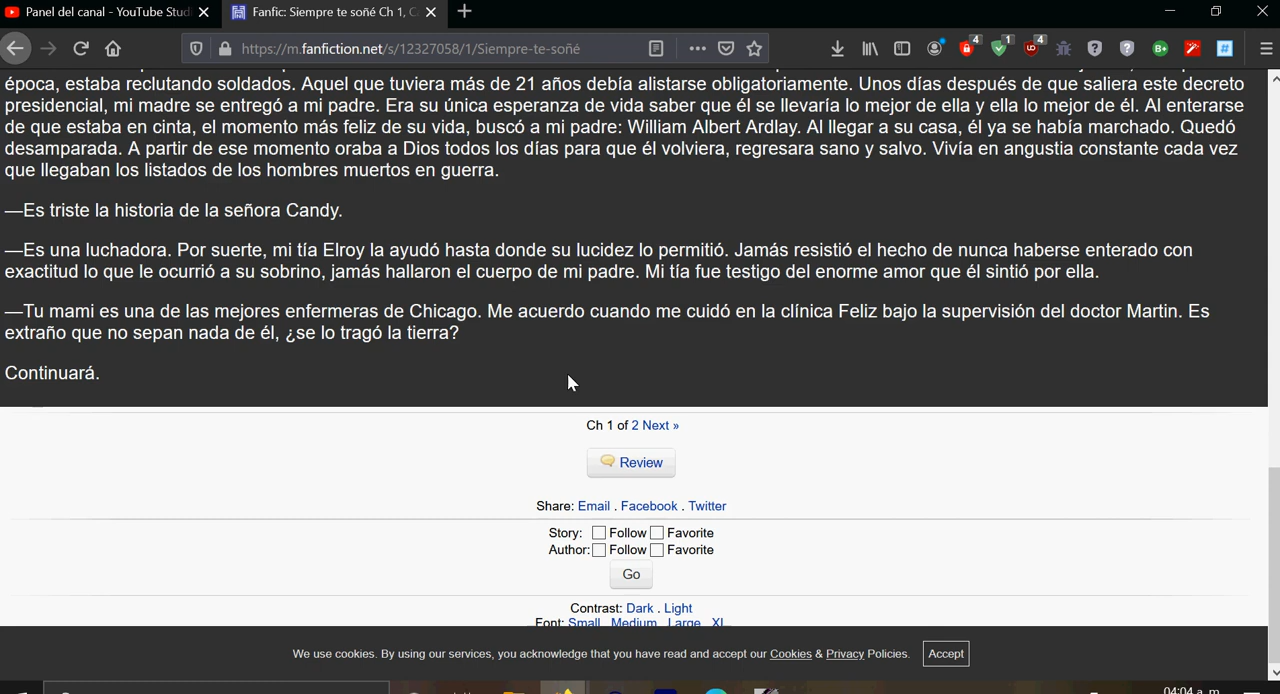 Panel del canal - YouTube Stud
Fanfic: Siempre te soñé Ch 1, C
https://m.fanfiction.net/s/12327058/1/Siempre-te-soñé
4 1 4
época, estaba reclutando soldados. Aquel que tuviera más de 21 años debía alistarse obligatoriamente. Unos días después de que saliera este decreto
presidencial, mi madre se entregó a mi padre. Era su única esperanza de vida saber que él se llevaría lo mejor de ella y ella lo mejor de él. Al enterarse
de que estaba en cinta, el momento más feliz de su vida, buscó a mi padre: William Albert Ardlay. Al llegar a su casa, él ya se había marchado. Quedó
desamparada. A partir de ese momento oraba a Dios todos los días para que él volviera, regresara sano y salvo. Vivía en angustia constante cada vez
que llegaban los listados de los hombres muertos en guerra.
—Es triste la historia de la señora Candy.
—Es una luchadora. Por suerte, mi tía Elroy la ayudó hasta donde su lucidez lo permitió. Jamás resistió el hecho de nunca haberse enterado con
exactitud lo que le ocurrió a su sobrino, jamás hallaron el cuerpo de mi padre. Mi tía fue testigo del enorme amor que él sintió por ella.
—Tu mami es una de las mejores enfermeras de Chicago. Me acuerdo cuando me cuidó en la clínica Feliz bajo la supervisión del doctor Martin. Es
extraño que no sepan nada de él, ¿se lo tragó la tierra?
Continuará.
Ch 1 of 2 Next »
Review
Share: Email . Facebook . Twitter
Story: Follow Favorite
Author: Follow Favorite
Go
Contrast: Dark . Light
Font: Small . Medium . Large . XL
We use cookies. By using our services, you acknowledge that you have read and accept our Cookies & Privacy Policies. Accept
04:04 a. m.